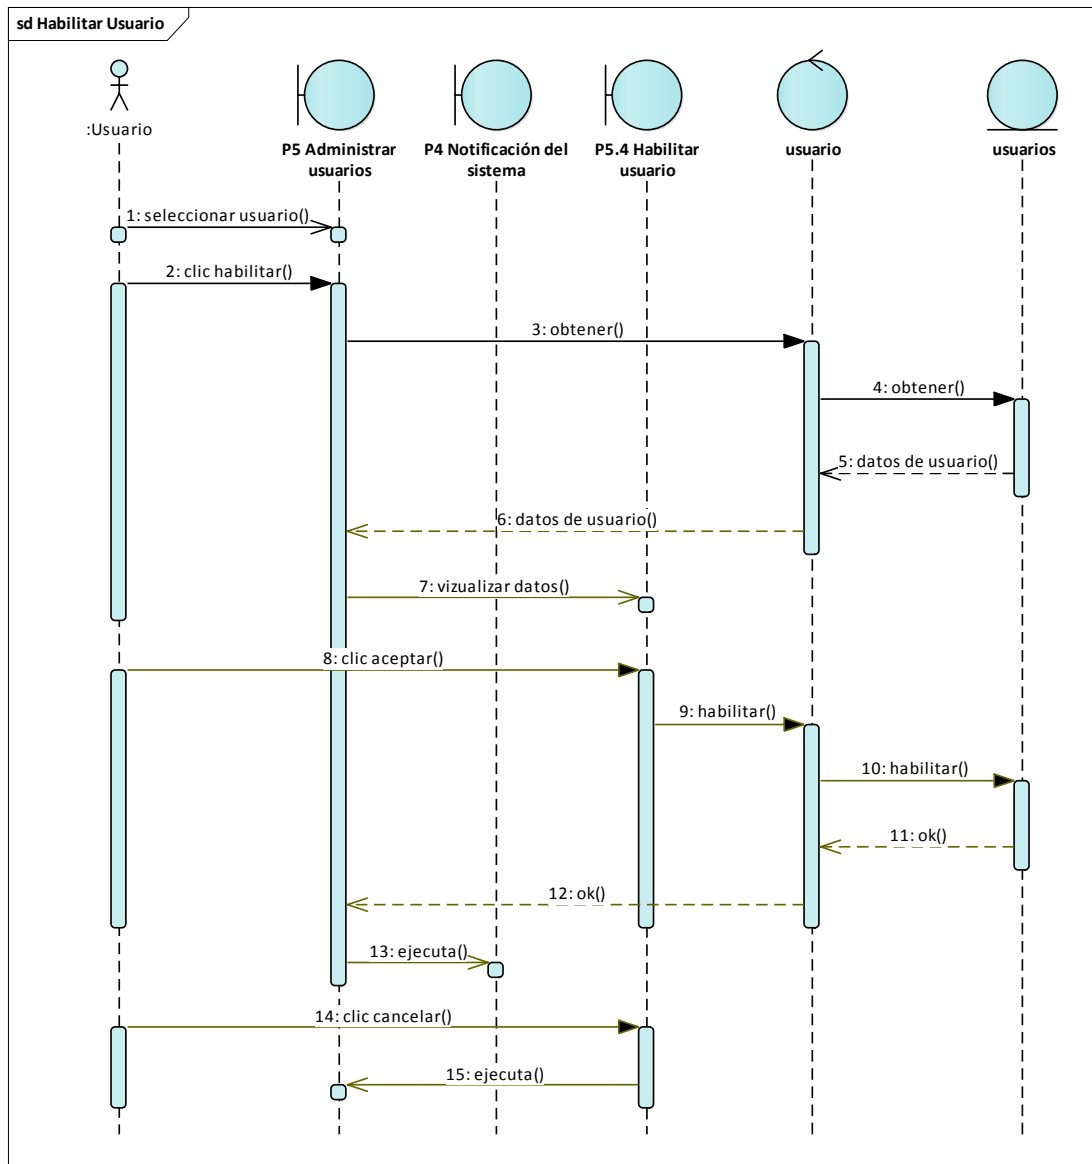 sd Habilitar Usuario
:Usuario
P5 Administrar
usuarios
P4 Notificación del
sistema
P5.4 Habilitar
usuario
usuario
usuarios
1: seleccionar usuario()
2: clic habilitar()
3: obtener()
4: obtener()
5: datos de usuario()
6: datos de usuario()
7: vizualizar datos()
8: clic aceptar()
9: habilitar()
10: habilitar()
11: ok()
12: ok()
13: ejecuta()
14: clic cancelar()
15: ejecuta()